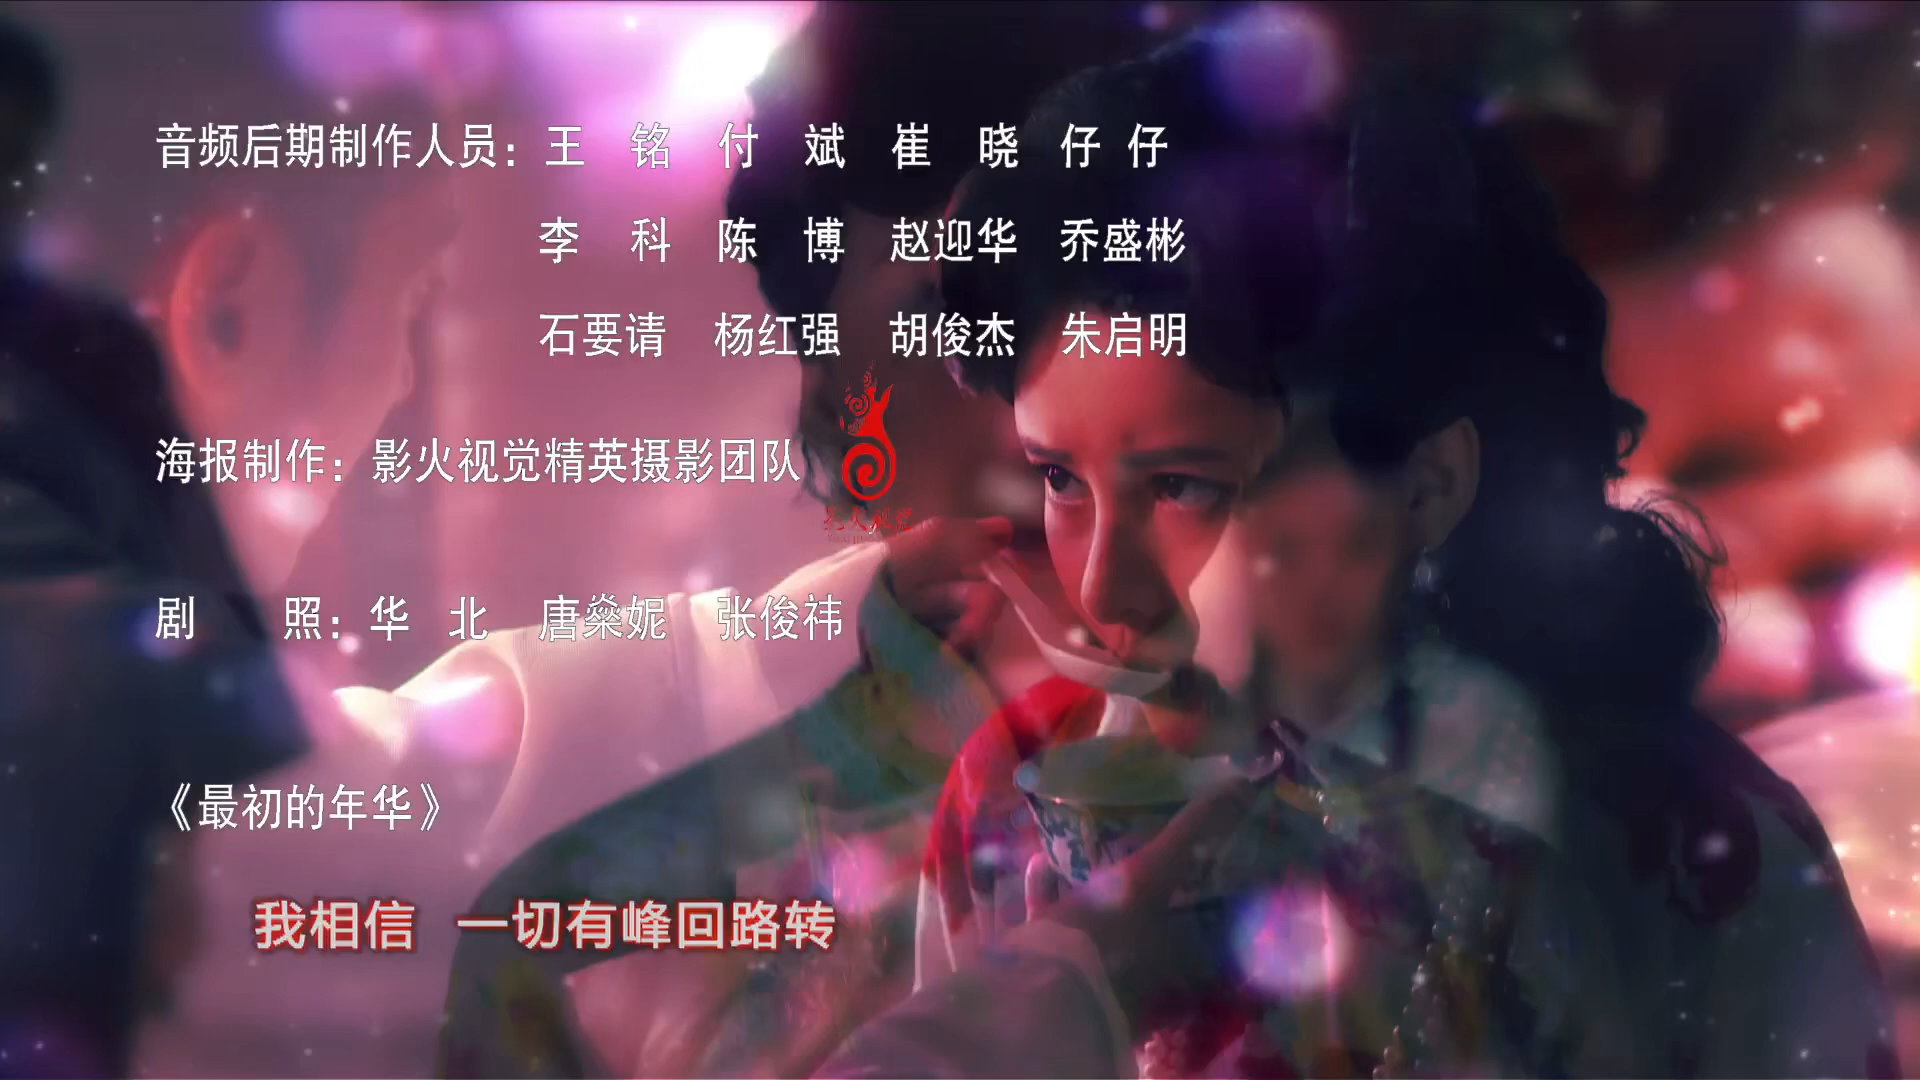 音频后期制作人员：王 铭 付 斌 崔 晓 仔 仔
李 科 陈 博 赵迎华 乔盛彬
石要请 杨红强 胡俊杰 朱启明
海报制作：影火视觉精英摄影团队
剧 照：华 北 唐燊妮 张俊祎
《最初的年华》
我相信 一切有峰回路转